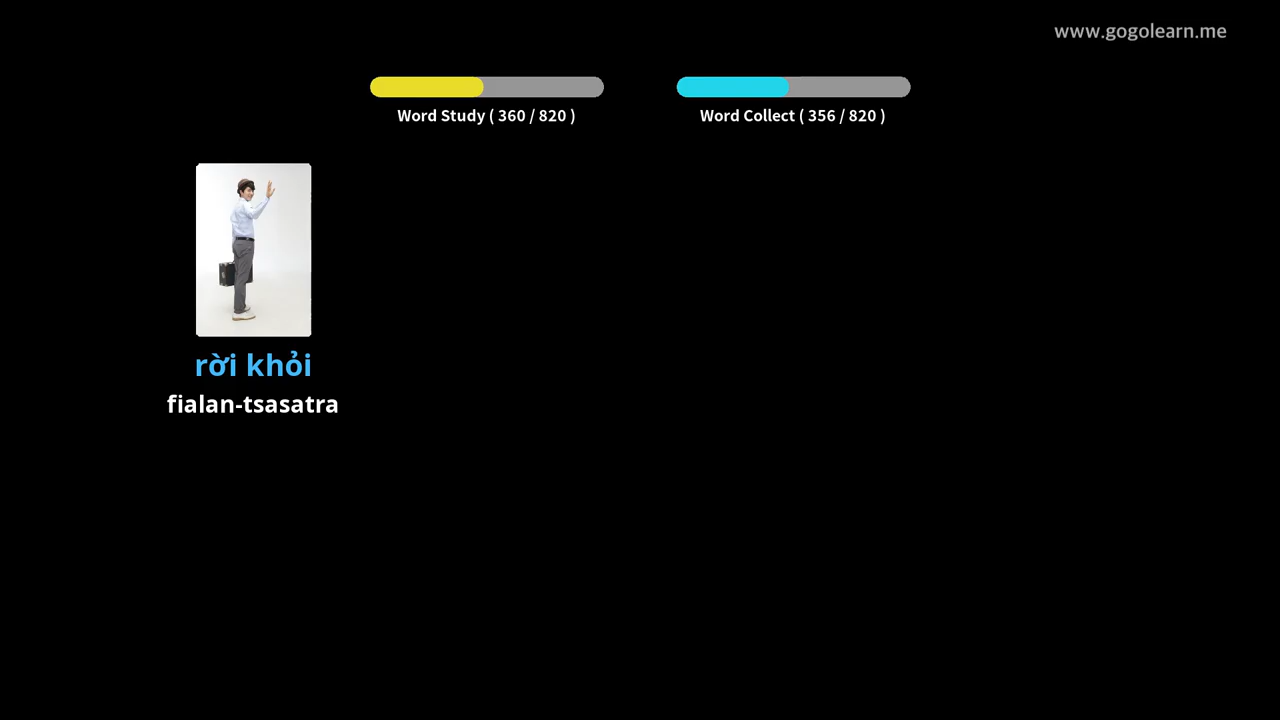 www.gogolearn.me
Word Study ( 360 / 820 )
Word Collect ( 356 / 820 )
rời khỏi
fialan-tsasatra